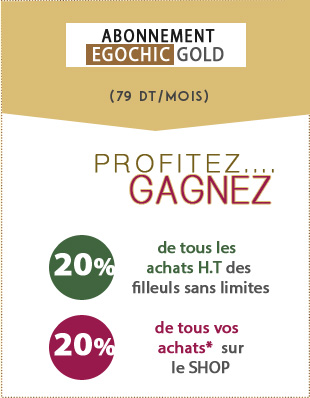 ABONNEMENT
EGOCHIC GOLD
(79 DT/MOIS)
PROFITEZ....
GAGNEZ
20%
de tous les
achats H.T des
filleuls sans limites
20%
de tous vos
achats* sur
le SHOP